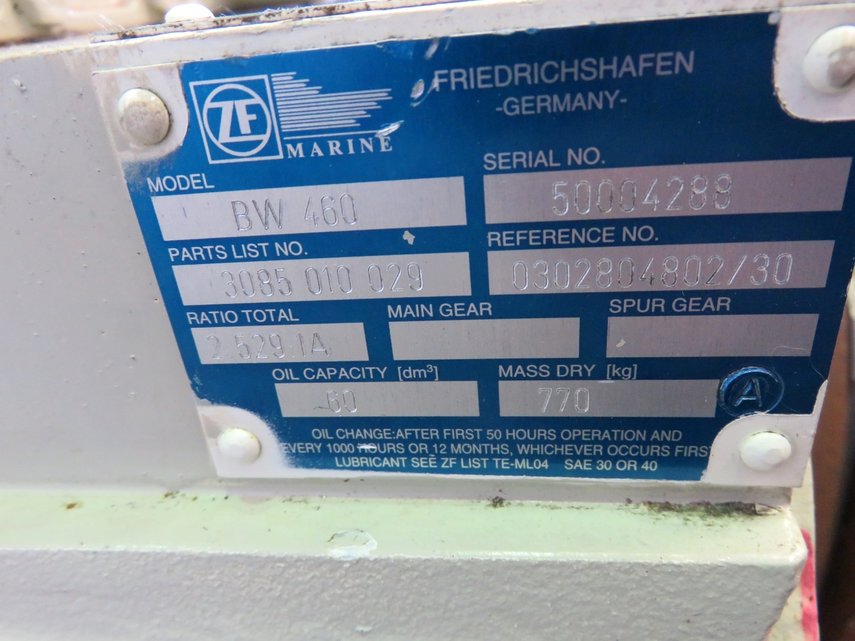 ZF
MARINE
FRIEDRICHSHAFEN
-GERMANY-
MODEL
BW 460
SERIAL NO.
50004288
PARTS LIST NO.
3085 010 029
REFERENCE NO.
0302804802/30
RATIO TOTAL
2.529 1A
MAIN GEAR
SPUR GEAR
OIL CAPACITY [dm³]
60
MASS DRY [kg]
770
A
OIL CHANGE:AFTER FIRST 50 HOURS OPERATION AND
EVERY 1000 HOURS OR 12 MONTHS, WHICHEVER OCCURS FIRST
LUBRICANT SEE ZF LIST TE-ML04 SAE 30 OR 40